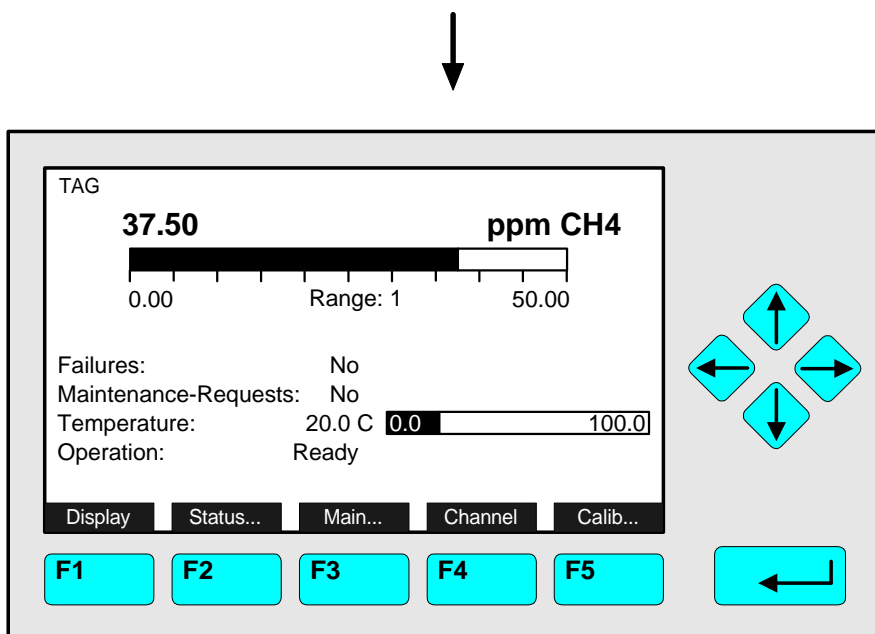 TAG
37.50 ppm CH4
0.00 Range: 1 50.00
Failures: No
Maintenance-Requests: No
Temperature: 20.0 C 0.0 100.0
Operation: Ready
Display Status... Main... Channel Calib...
F1 F2 F3 F4 F5